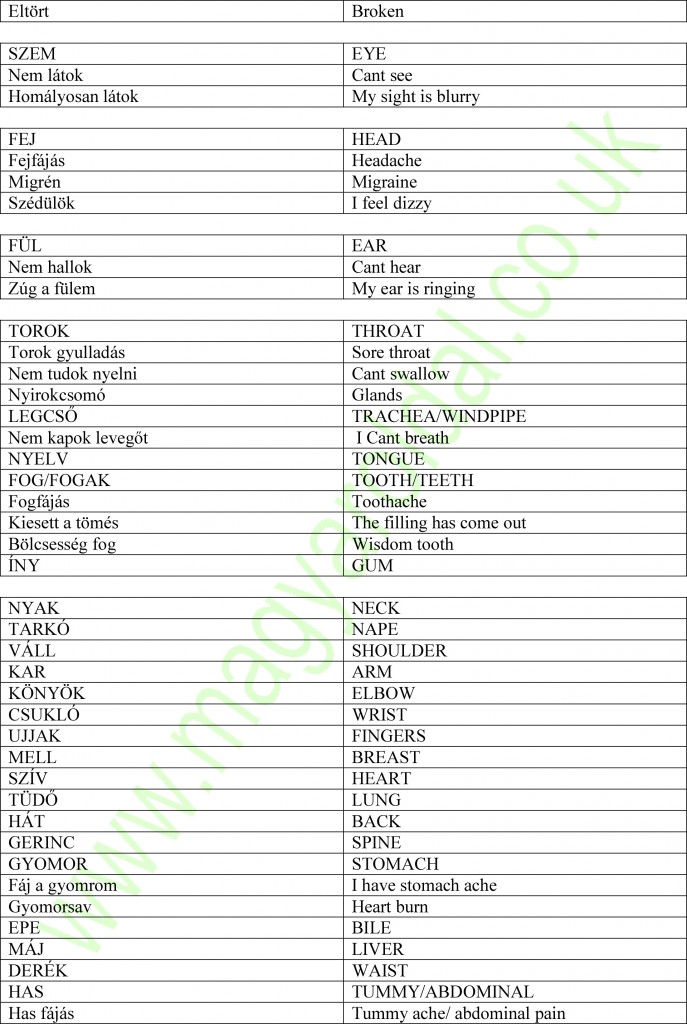 Eltört Broken
SZEM EYE
Nem látok Cant see
Homályosan látok My sight is blurry
FEJ HEAD
Fejfájás Headache
Migrén Migraine
Szédülök I feel dizzy
FÜL EAR
Nem hallok Cant hear
Zúg a fülem My ear is ringing
TOROK THROAT
Torok gyulladás Sore throat
Nem tudok nyelni Cant swallow
Nyirokcsomó Glands
LEGCSŐ TRACHEA/WINDPIPE
Nem kapok levegőt I Cant breath
NYELV TONGUE
FOG/FOGAK TOOTH/TEETH
Fogfájás Toothache
Kiesett a tömés The filling has come out
Bölcsesség fog Wisdom tooth
ÍNY GUM
NYAK NECK
TARKÓ NAPE
VÁLL SHOULDER
KAR ARM
KÖNYÖK ELBOW
CSUKLÓ WRIST
UJJAK FINGERS
MELL BREAST
SZÍV HEART
TÜDŐ LUNG
HÁT BACK
GERINC SPINE
GYOMOR STOMACH
Fáj a gyomrom I have stomach ache
Gyomorsav Heart burn
EPE BILE
MÁJ LIVER
DERÉK WAIST
HAS TUMMY/ABDOMINAL
Has fájás Tummy ache/ abdominal pain
www.magyaroldal.co.uk